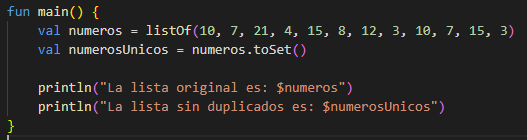 fun main() {
    val numeros = listOf(10, 7, 21, 4, 15, 8, 12, 3, 10, 7, 15, 3)
    val numerosUnicos = numeros.toSet()

    println("La lista original es: $numeros")
    println("La lista sin duplicados es: $numerosUnicos")
}